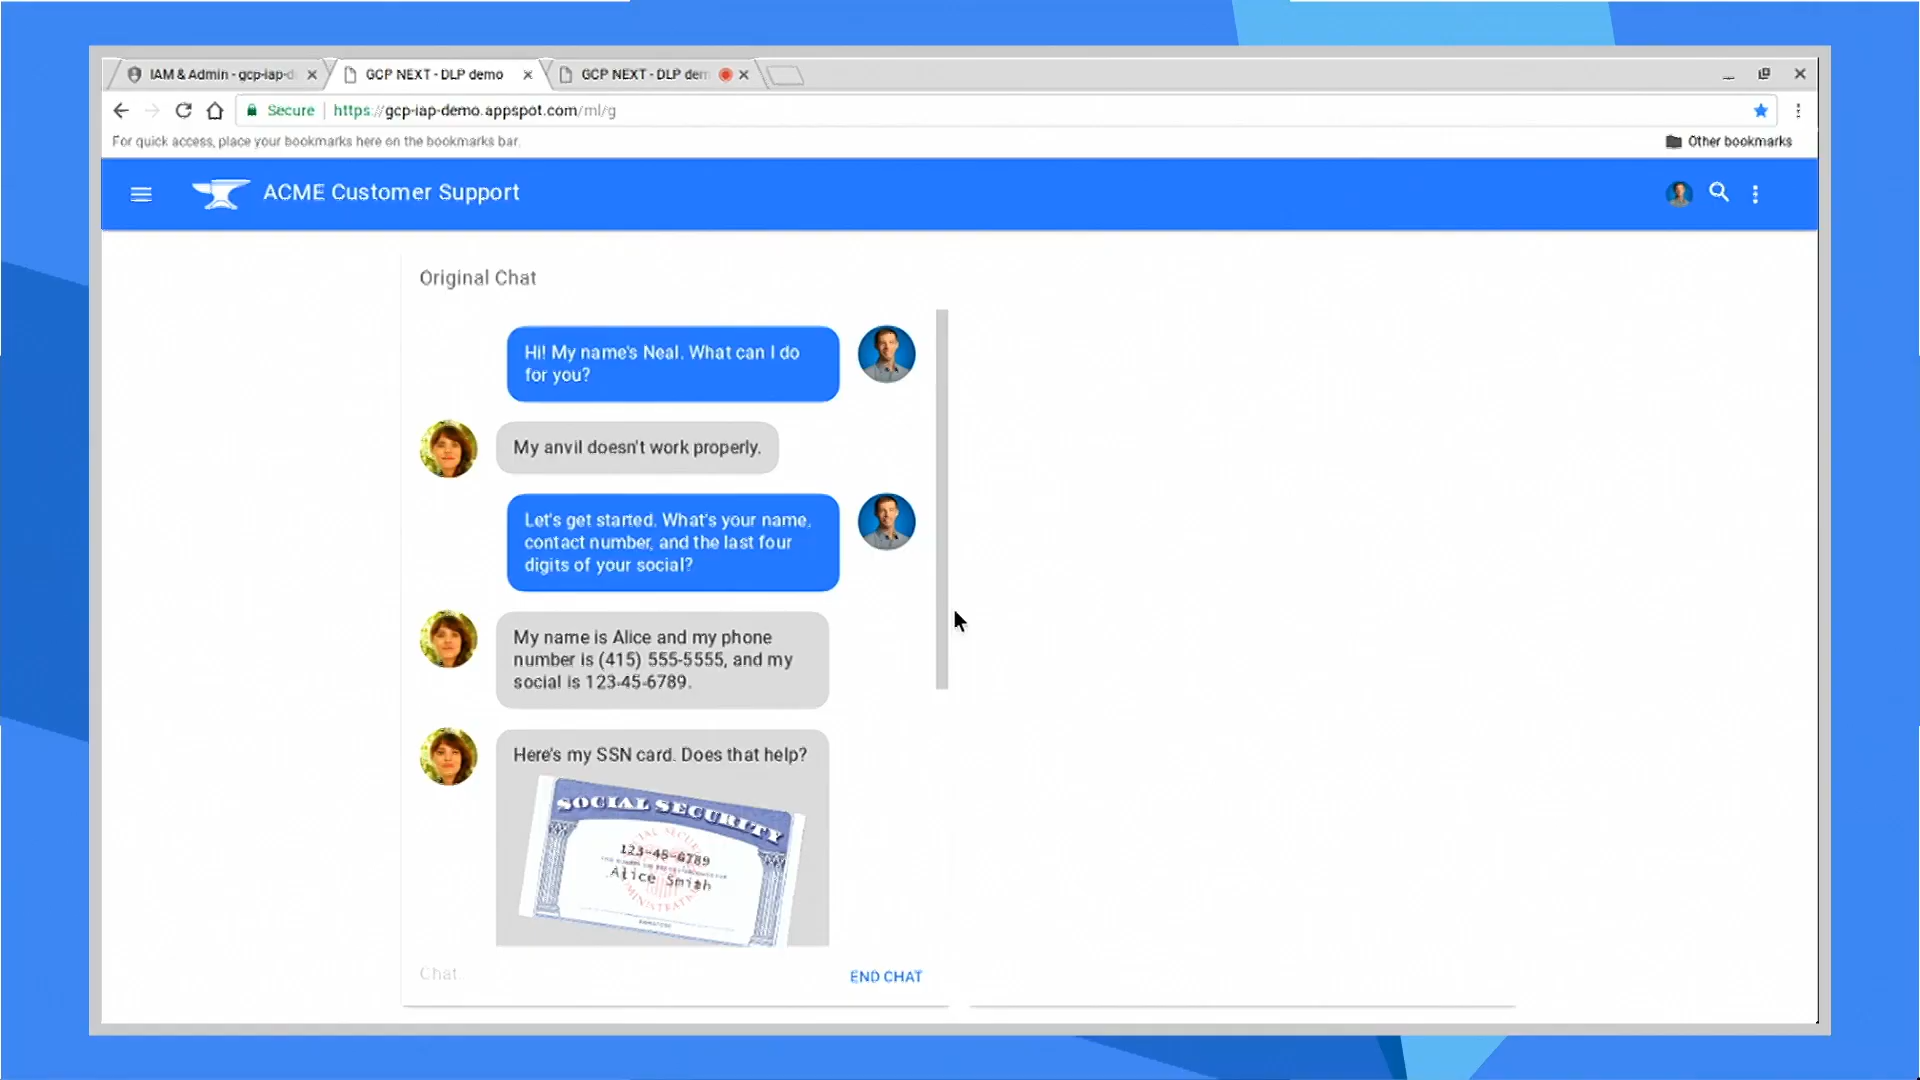 IAM & Admin - gcp-iap-d
GCP NEXT - DLP demo
GCP NEXT - DLP dem
Secure
https://gcp-iap-demo.appspot.com/ml/g
For quick access, place your bookmarks here on the bookmarks bar.
Other bookmarks
ACME Customer Support
Original Chat
Hi! My name's Neal. What can I do
for you?
My anvil doesn't work properly.
Let's get started. What's your name,
contact number, and the last four
digits of your social?
My name is Alice and my phone
number is (415) 555-5555, and my
social is 123-45-6789.
Here's my SSN card. Does that help?
SOCIAL SECURITY
123-45-6789
Alice Smith
Chat
END CHAT